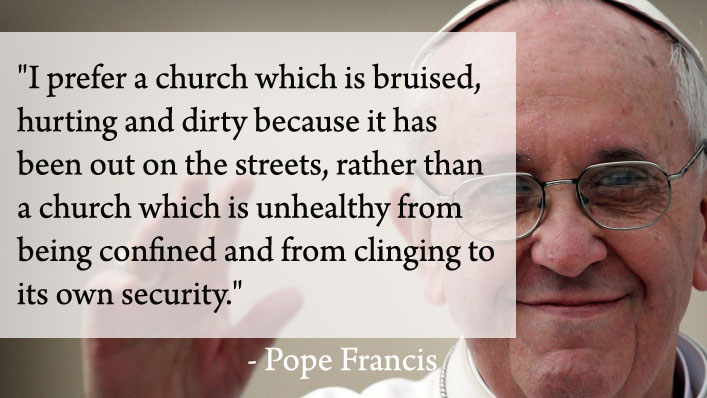 "I prefer a church which is bruised,
hurting and dirty because it has
been out on the streets, rather than
a church which is unhealthy from
being confined and from clinging to
its own security."
- Pope Francis